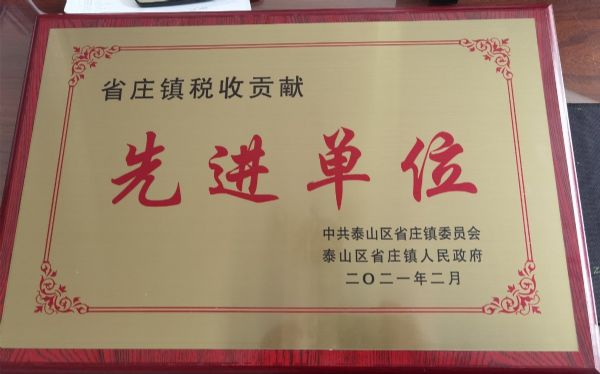 省庄镇税收贡献
先进单位
中共泰山区省庄镇委员会
泰山区省庄镇人民政府
二〇二一年二月